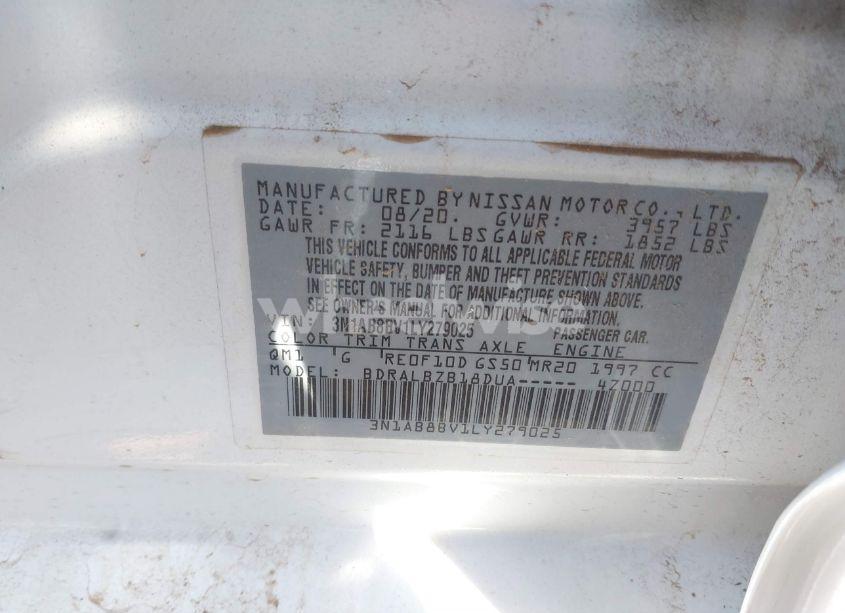 MANUFACTURED BY NISSAN MOTOR CO., LTD.
DATE: 08/20. GVWR: 3957 LBS
GAWR FR: 2116 LBS GAWR RR: 1852 LBS
THIS VEHICLE CONFORMS TO ALL APPLICABLE FEDERAL MOTOR
VEHICLE SAFETY, BUMPER AND THEFT PREVENTION STANDARDS
IN EFFECT ON THE DATE OF MANUFACTURE SHOWN ABOVE.
SEE OWNER'S MANUAL FOR ADDITIONAL INFORMATION.
VIN: 3N1AB8BV1LY279025 PASSENGER CAR.
COLOR TRIM TRANS AXLE ENGINE
QM1 G RE0F10D GS50 MR20 1997 CC
MODEL: BDRALBZB18DUA----- 4Z000
3N1AB8BV1LY279025